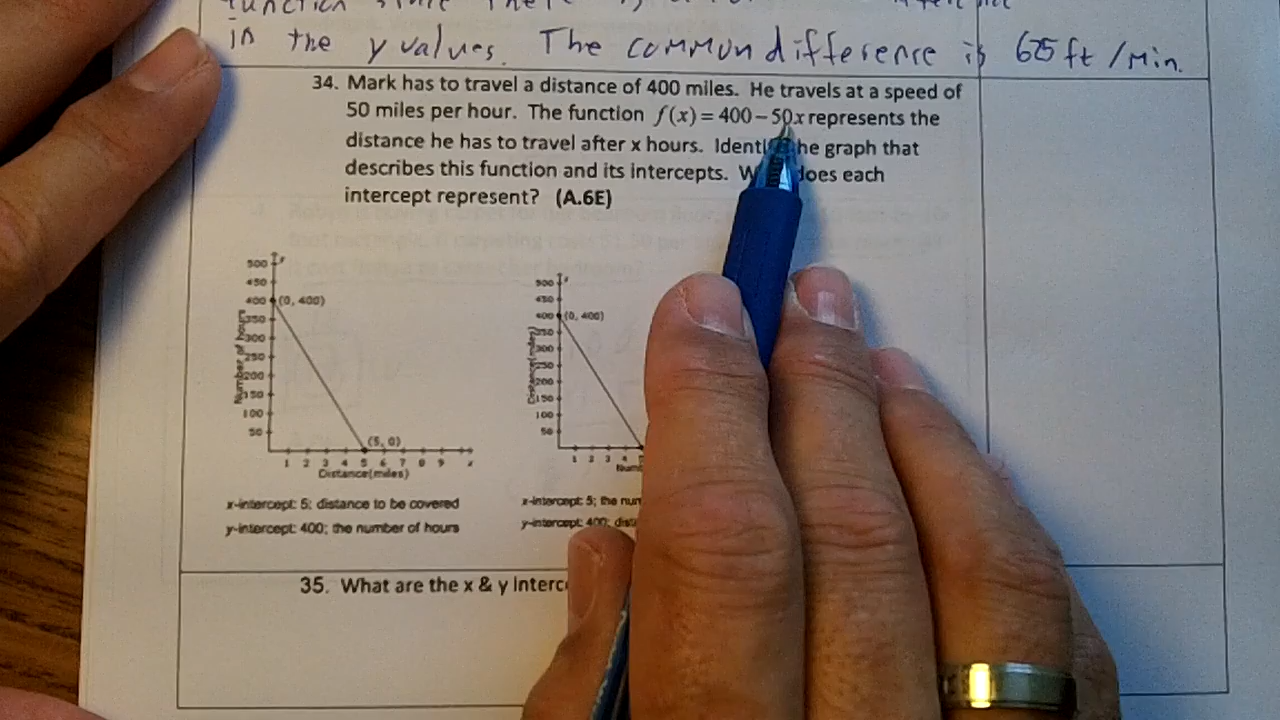 function
in the y values. The common difference is 65 ft/min.
34. Mark has to travel a distance of 400 miles. He travels at a speed of
50 miles per hour. The function f(x) = 400 − 50x represents the
distance he has to travel after x hours. the graph that
describes this function and its intercepts. does each
intercept represent? (A.6E)
500 y
450
400 (0, 400)
350
300
250
200
150
100
50
Number of hours
(5, 0)
1 2 3 4 5 6 7 8 9 x
Distance(miles)
x-intercept: 5; distance to be covered
y-intercept: 400; the number of hours
500 y
450
400 (0, 400)
350
300
250
200
150
100
50
Distance(miles)
1 2 3 4
x-intercept: 5; the
y-intercept: 400;
35. What are the x & y